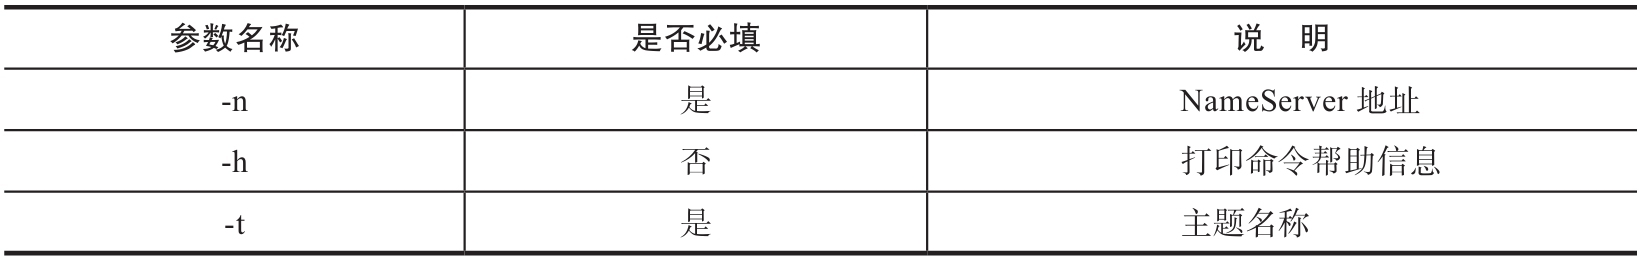 参数名称 是否必填 说 明
-n 是 NameServer 地址
-h 否 打印命令帮助信息
-t 是 主题名称